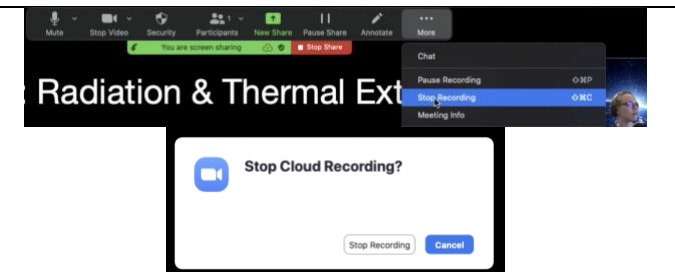 Mute Stop Video Security Participants 1 New Share Pause Share Annotate More
You are screen sharing Stop Share
Chat
: Radiation & Thermal Ext
Pause Recording ⇧⌘P
Stop Recording ⇧⌘C
Meeting Info
Stop Cloud Recording?
Stop Recording Cancel